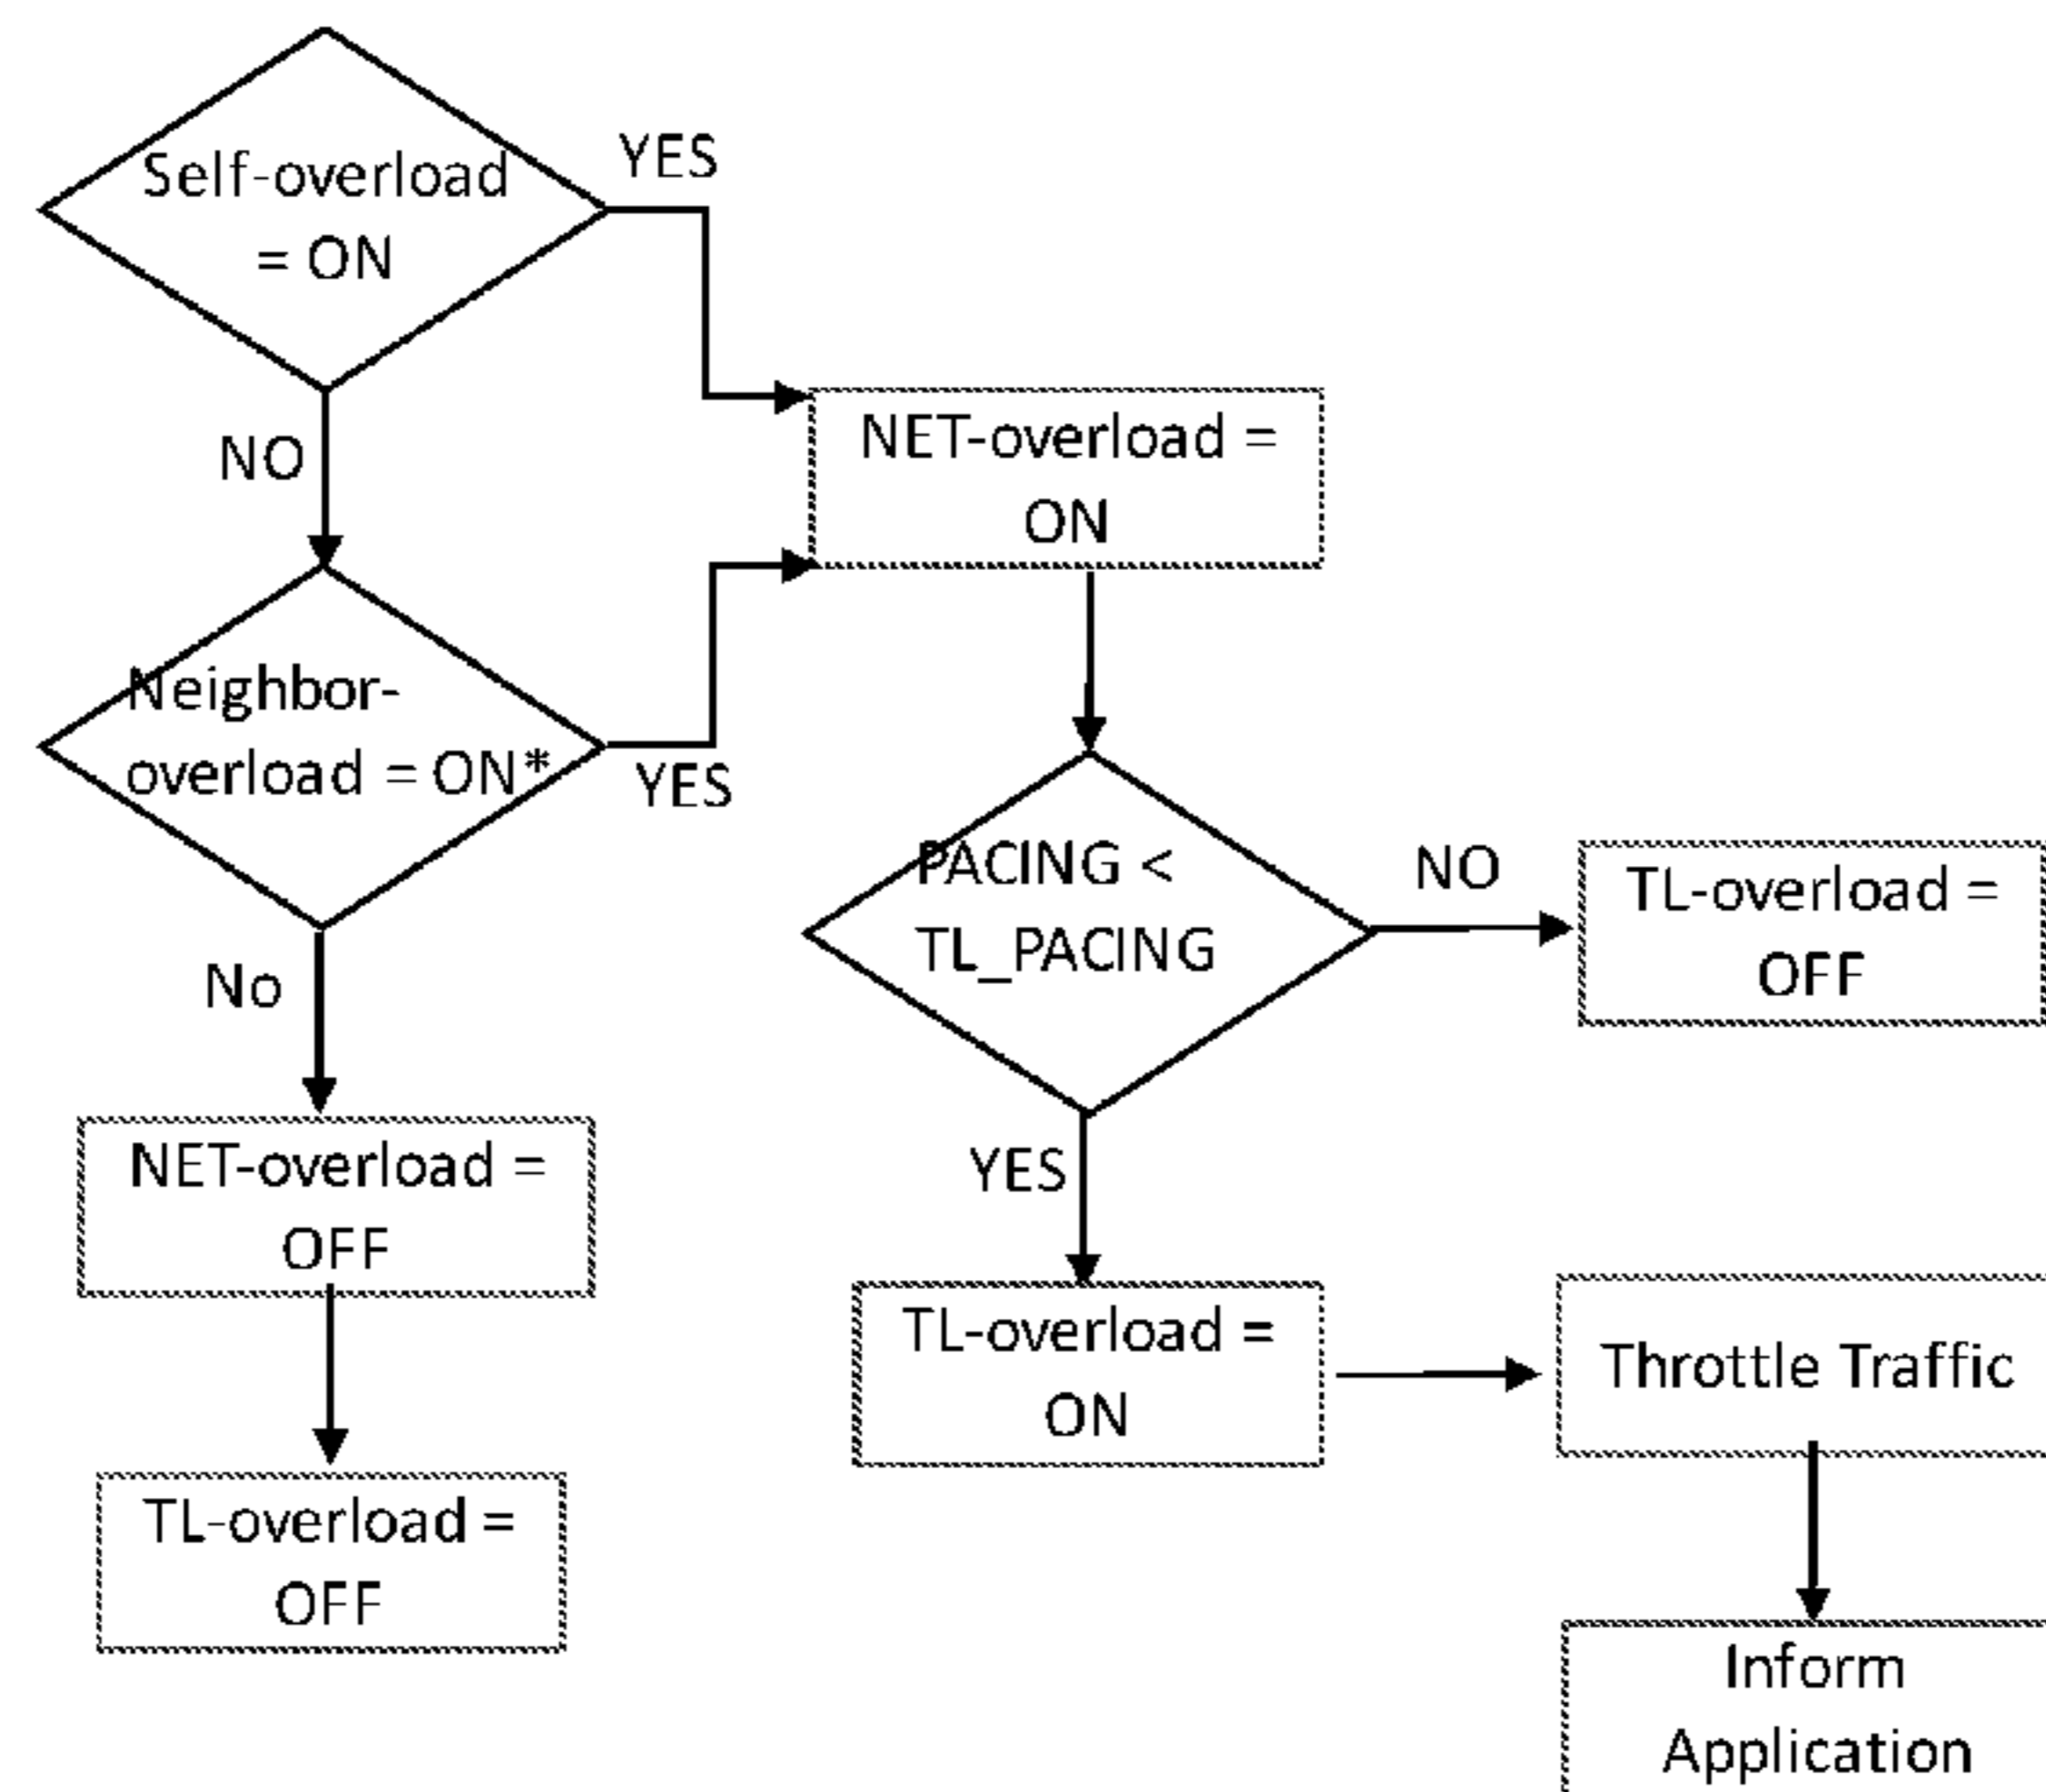 Self-overload
= ON
YES
NO
NET-overload =
ON
Neighbor-
overload = ON*
YES
PACING <
TL_PACING
NO
TL-overload =
OFF
No
NET-overload =
OFF
YES
TL-overload =
ON
Throttle Traffic
TL-overload =
OFF
Inform
Application